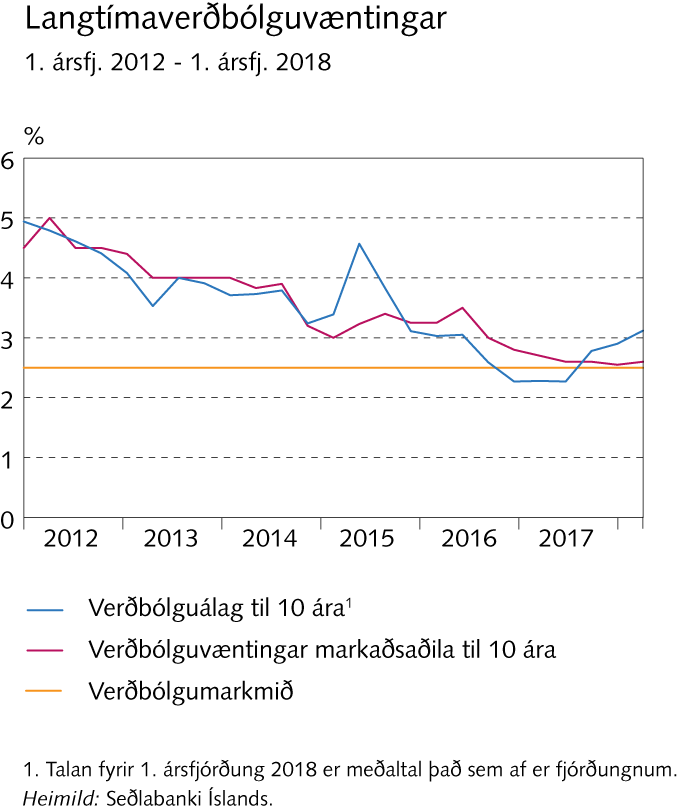 Langtímaverðbólguvæntingar
1. ársfj. 2012 - 1. ársfj. 2018
%
6
5
4
3
2
1
0
2012 2013 2014 2015 2016 2017
Verðbólguálag til 10 ára¹
Verðbólguvæntingar markaðsaðila til 10 ára
Verðbólgumarkmið
1. Talan fyrir 1. ársfjórðung 2018 er meðaltal það sem af er fjórðungnum.
Heimild: Seðlabanki Íslands.